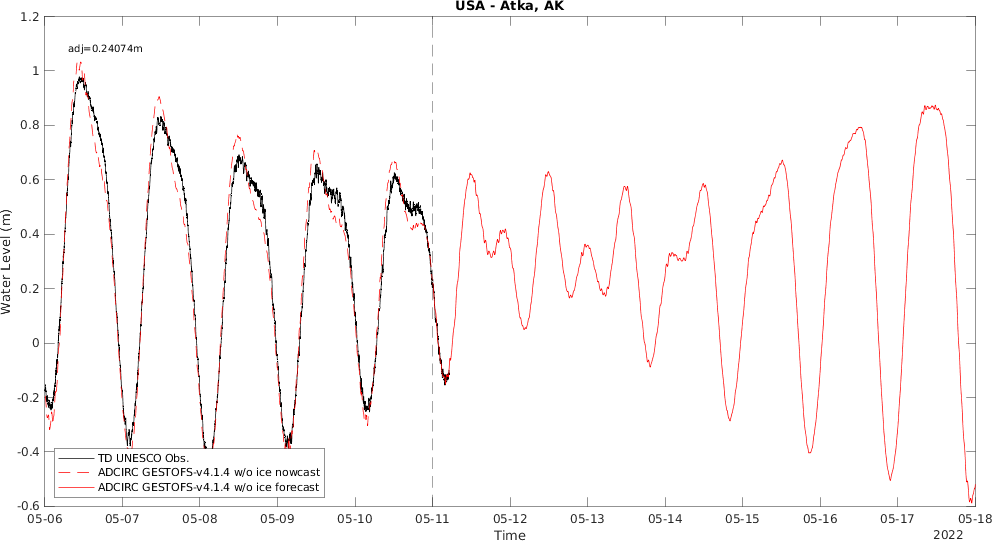 USA - Atka, AK
adj=0.24074m
1.2
1
0.8
0.6
0.4
0.2
0
-0.2
-0.4
-0.6
Water Level (m)
TD UNESCO Obs.
ADCIRC GESTOFS-v4.1.4 w/o ice nowcast
ADCIRC GESTOFS-v4.1.4 w/o ice forecast
05-06 05-07 05-08 05-09 05-10 05-11 05-12 05-13 05-14 05-15 05-16 05-17 05-18
Time
2022